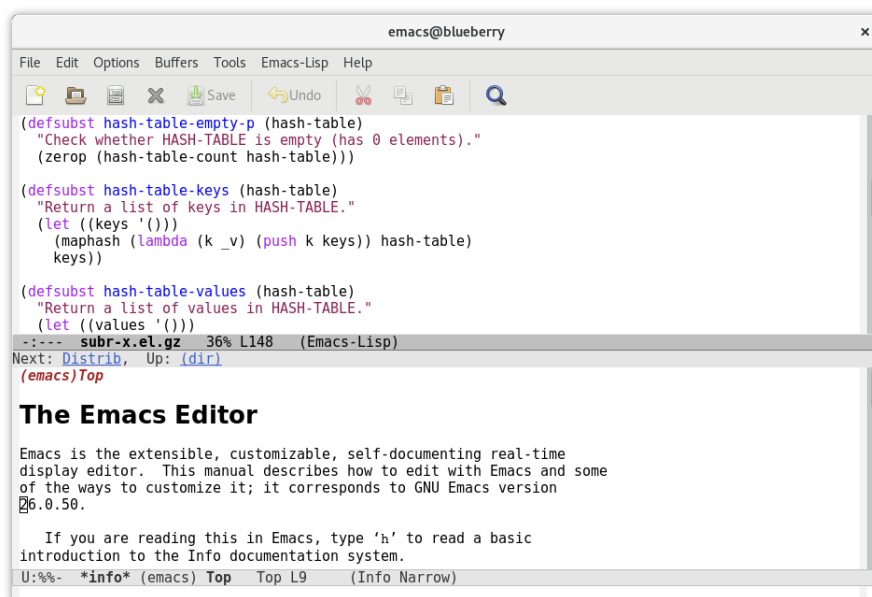 emacs@blueberry ×
File Edit Options Buffers Tools Emacs-Lisp Help
Save Undo
(defsubst hash-table-empty-p (hash-table)
  "Check whether HASH-TABLE is empty (has 0 elements)."
  (zerop (hash-table-count hash-table)))

(defsubst hash-table-keys (hash-table)
  "Return a list of keys in HASH-TABLE."
  (let ((keys '()))
    (maphash (lambda (k _v) (push k keys)) hash-table)
    keys))

(defsubst hash-table-values (hash-table)
  "Return a list of values in HASH-TABLE."
  (let ((values '()))
-:---  subr-x.el.gz   36% L148   (Emacs-Lisp)
Next: Distrib,  Up: (dir)
(emacs)Top
The Emacs Editor
Emacs is the extensible, customizable, self-documenting real-time
display editor.  This manual describes how to edit with Emacs and some
of the ways to customize it; it corresponds to GNU Emacs version
26.0.50.

   If you are reading this in Emacs, type ‘h’ to read a basic
introduction to the Info documentation system.
U:%%-  *info* (emacs) Top   Top L9     (Info Narrow)